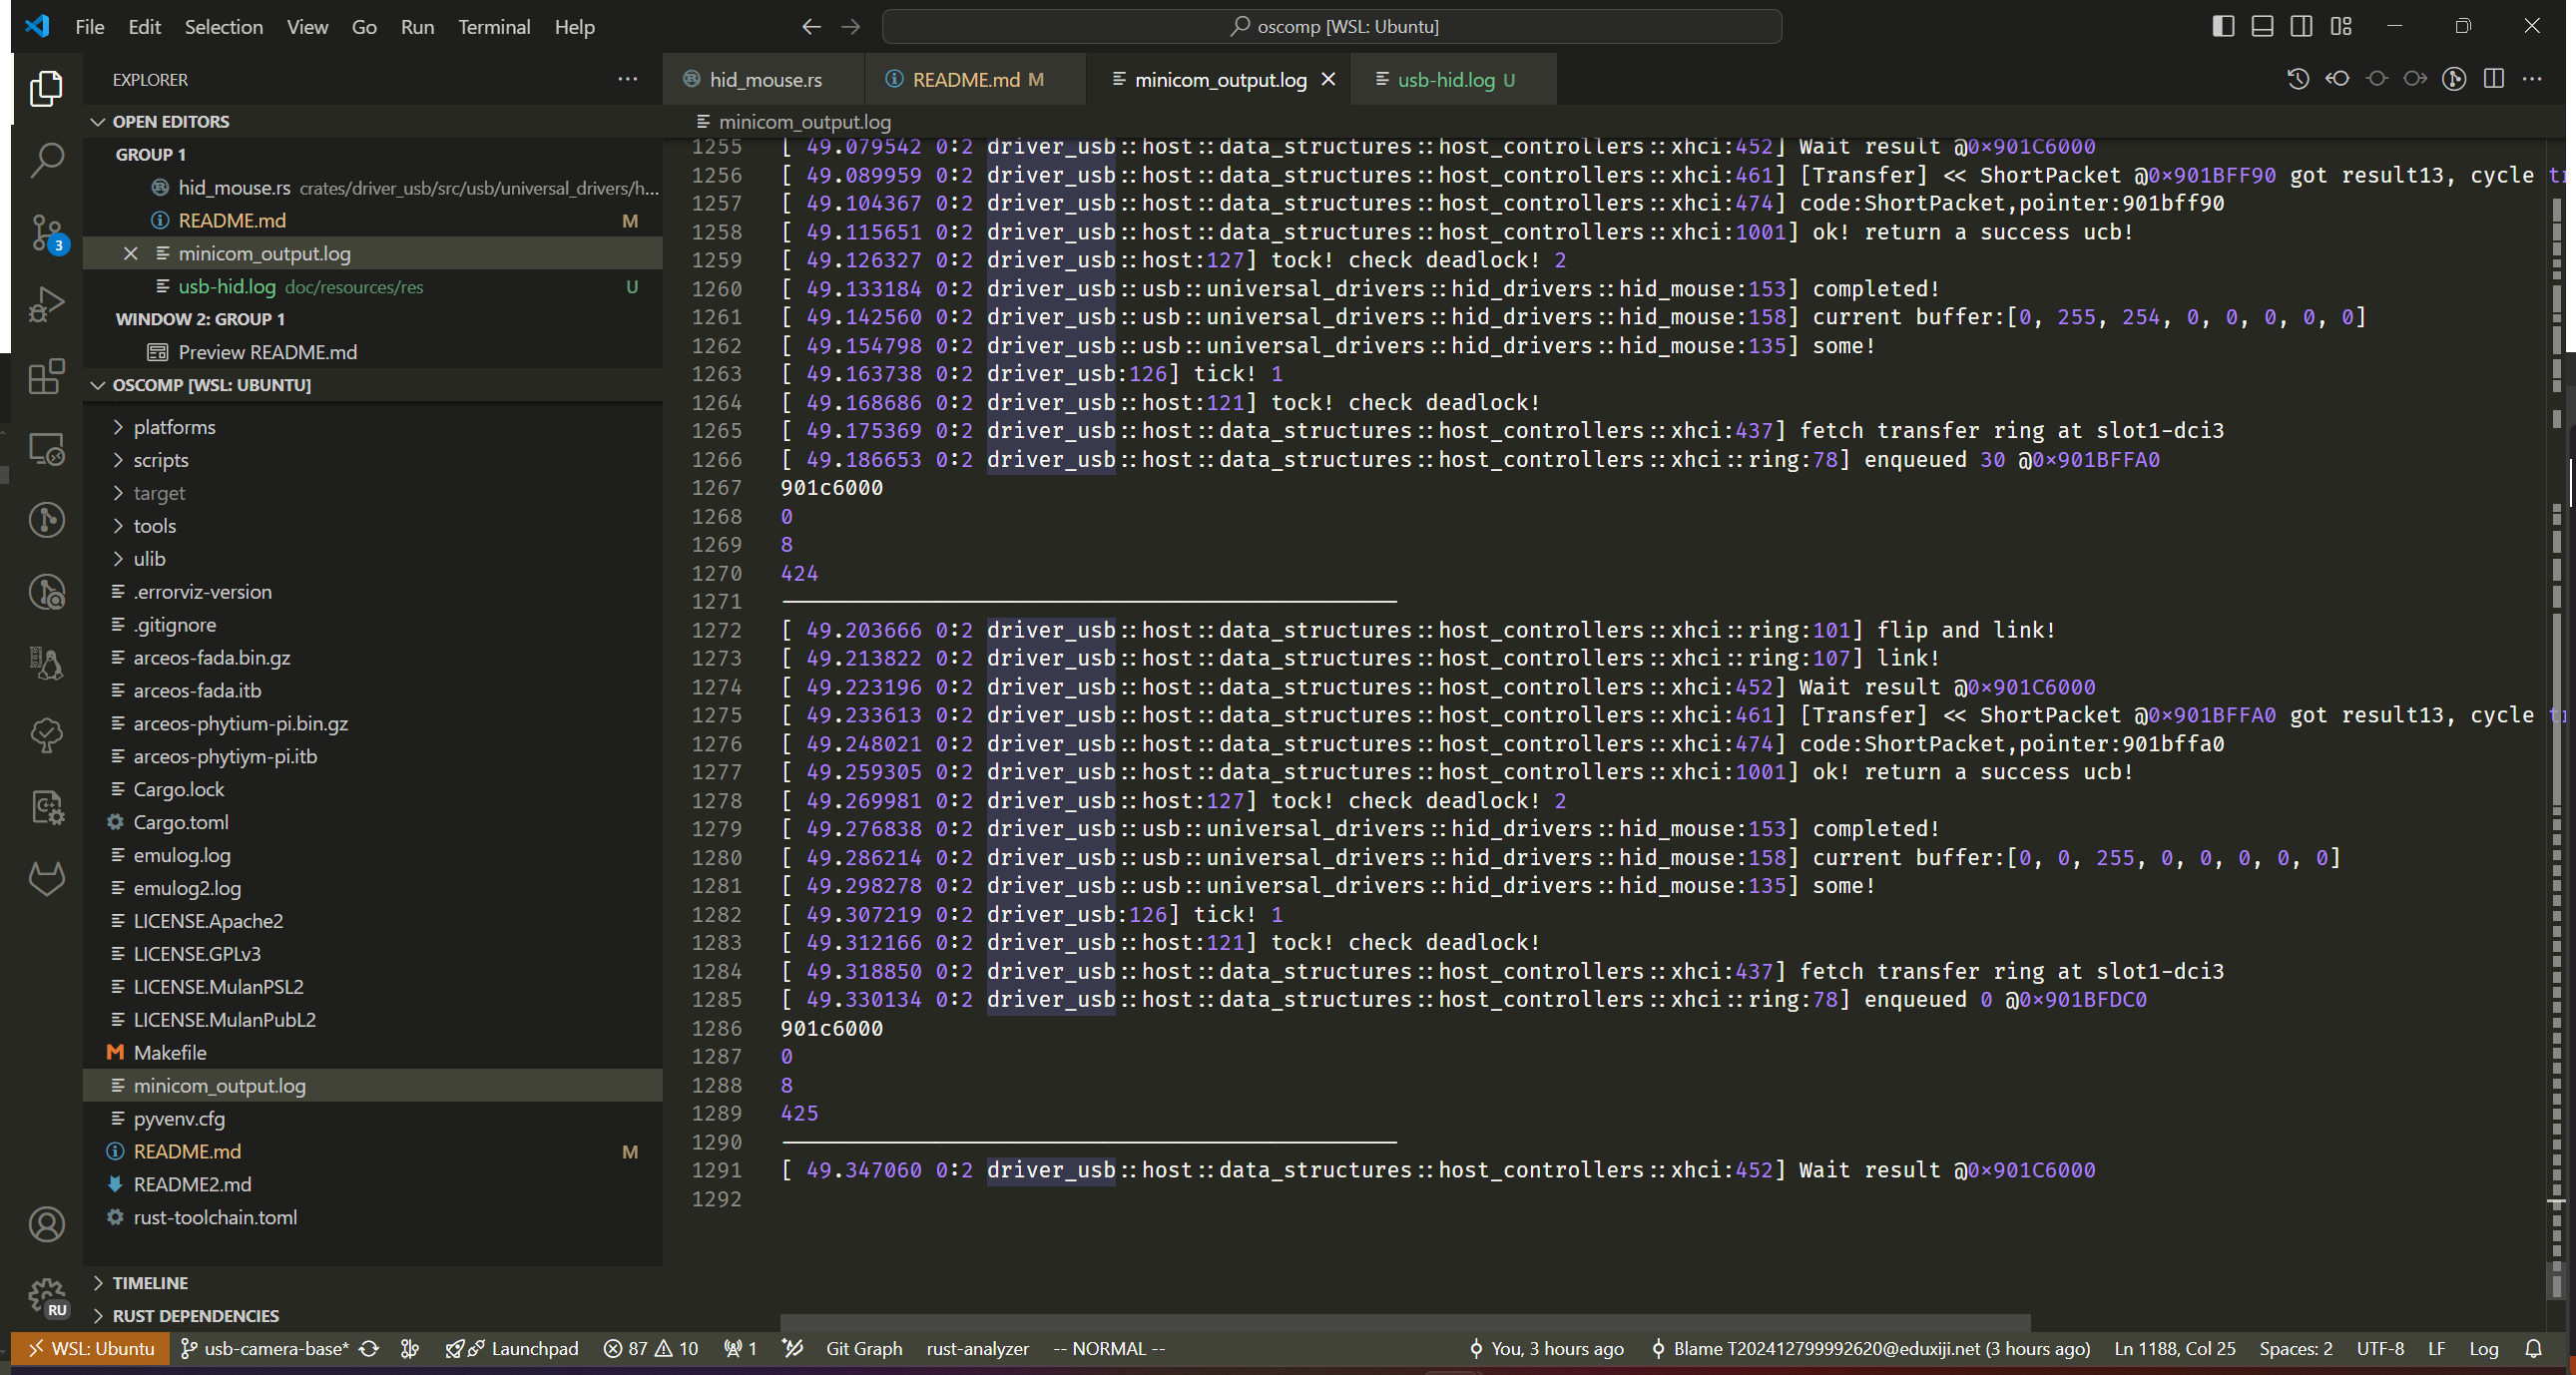 File Edit Selection View Go Run Terminal Help
oscomp [WSL: Ubuntu]
EXPLORER
OPEN EDITORS
GROUP 1
hid_mouse.rs crates/driver_usb/src/usb/universal_drivers/h...
README.md M
minicom_output.log
usb-hid.log doc/resources/res U
WINDOW 2: GROUP 1
Preview README.md
OSCOMP [WSL: UBUNTU]
platforms
scripts
target
tools
ulib
.errorviz-version
.gitignore
arceos-fada.bin.gz
arceos-fada.itb
arceos-phytium-pi.bin.gz
arceos-phytiym-pi.itb
Cargo.lock
Cargo.toml
emulog.log
emulog2.log
LICENSE.Apache2
LICENSE.GPLv3
LICENSE.MulanPSL2
LICENSE.MulanPubL2
Makefile
minicom_output.log
pyvenv.cfg
README.md M
README2.md
rust-toolchain.toml
TIMELINE
RUST DEPENDENCIES
3
RU
hid_mouse.rs README.md M minicom_output.log usb-hid.log U
minicom_output.log
1255 [ 49.079542 0:2 driver_usb::host::data_structures::host_controllers::xhci:452] Wait result @0×901C6000
1256 [ 49.089959 0:2 driver_usb::host::data_structures::host_controllers::xhci:461] [Transfer] << ShortPacket @0×901BFF90 got result13, cycle
1257 [ 49.104367 0:2 driver_usb::host::data_structures::host_controllers::xhci:474] code:ShortPacket,pointer:901bff90
1258 [ 49.115651 0:2 driver_usb::host::data_structures::host_controllers::xhci:1001] ok! return a success ucb!
1259 [ 49.126327 0:2 driver_usb::host:127] tock! check deadlock! 2
1260 [ 49.133184 0:2 driver_usb::usb::universal_drivers::hid_drivers::hid_mouse:153] completed!
1261 [ 49.142560 0:2 driver_usb::usb::universal_drivers::hid_drivers::hid_mouse:158] current buffer:[0, 255, 254, 0, 0, 0, 0, 0]
1262 [ 49.154798 0:2 driver_usb::usb::universal_drivers::hid_drivers::hid_mouse:135] some!
1263 [ 49.163738 0:2 driver_usb:126] tick! 1
1264 [ 49.168686 0:2 driver_usb::host:121] tock! check deadlock!
1265 [ 49.175369 0:2 driver_usb::host::data_structures::host_controllers::xhci:437] fetch transfer ring at slot1-dci3
1266 [ 49.186653 0:2 driver_usb::host::data_structures::host_controllers::xhci::ring:78] enqueued 30 @0×901BFFA0
1267 901c6000
1268 0
1269 8
1270 424
1271 ------------------------------------------------
1272 [ 49.203666 0:2 driver_usb::host::data_structures::host_controllers::xhci::ring:101] flip and link!
1273 [ 49.213822 0:2 driver_usb::host::data_structures::host_controllers::xhci::ring:107] link!
1274 [ 49.223196 0:2 driver_usb::host::data_structures::host_controllers::xhci:452] Wait result @0×901C6000
1275 [ 49.233613 0:2 driver_usb::host::data_structures::host_controllers::xhci:461] [Transfer] << ShortPacket @0×901BFFA0 got result13, cycle
1276 [ 49.248021 0:2 driver_usb::host::data_structures::host_controllers::xhci:474] code:ShortPacket,pointer:901bffa0
1277 [ 49.259305 0:2 driver_usb::host::data_structures::host_controllers::xhci:1001] ok! return a success ucb!
1278 [ 49.269981 0:2 driver_usb::host:127] tock! check deadlock! 2
1279 [ 49.276838 0:2 driver_usb::usb::universal_drivers::hid_drivers::hid_mouse:153] completed!
1280 [ 49.286214 0:2 driver_usb::usb::universal_drivers::hid_drivers::hid_mouse:158] current buffer:[0, 0, 255, 0, 0, 0, 0, 0]
1281 [ 49.298278 0:2 driver_usb::usb::universal_drivers::hid_drivers::hid_mouse:135] some!
1282 [ 49.307219 0:2 driver_usb:126] tick! 1
1283 [ 49.312166 0:2 driver_usb::host:121] tock! check deadlock!
1284 [ 49.318850 0:2 driver_usb::host::data_structures::host_controllers::xhci:437] fetch transfer ring at slot1-dci3
1285 [ 49.330134 0:2 driver_usb::host::data_structures::host_controllers::xhci::ring:78] enqueued 0 @0×901BFDC0
1286 901c6000
1287 0
1288 8
1289 425
1290 ------------------------------------------------
1291 [ 49.347060 0:2 driver_usb::host::data_structures::host_controllers::xhci:452] Wait result @0×901C6000
1292
WSL: Ubuntu usb-camera-base* Launchpad 87 10 1 Git Graph rust-analyzer -- NORMAL -- You, 3 hours ago Blame T202412799992620@eduxiji.net (3 hours ago) Ln 1188, Col 25 Spaces: 2 UTF-8 LF Log